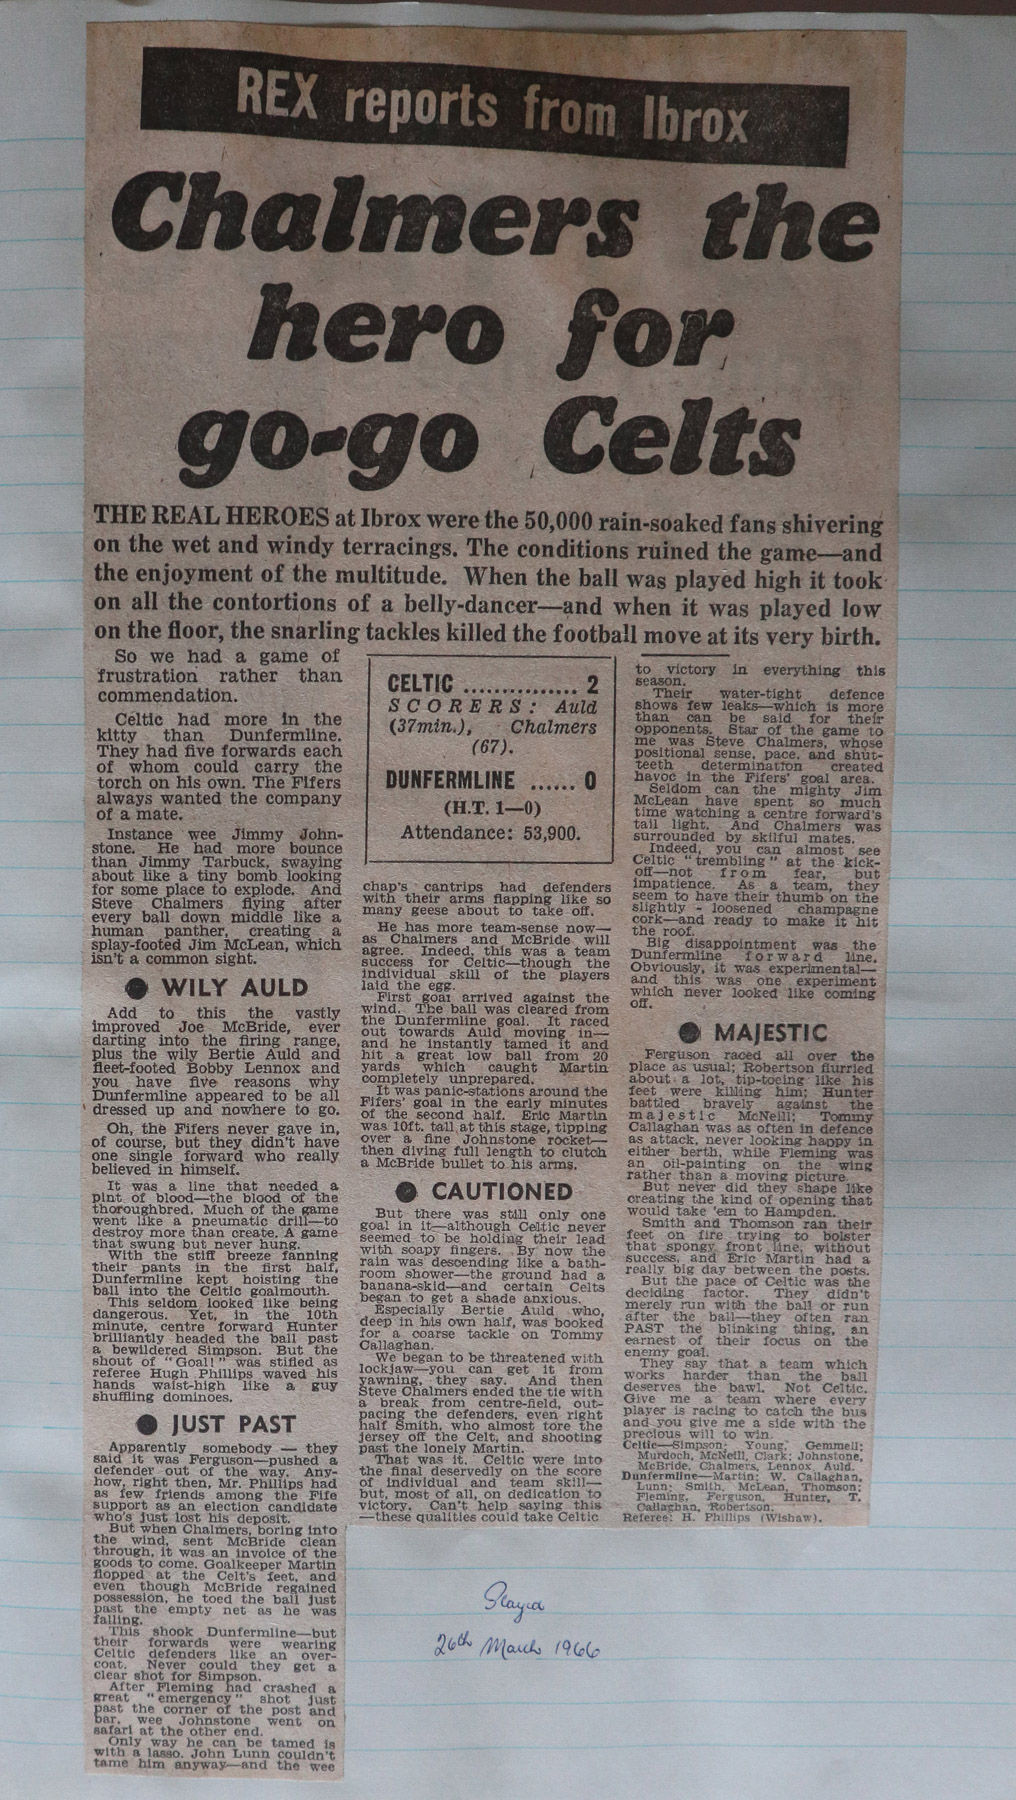 REX reports from Ibrox
Chalmers the
hero for
go-go Celts
THE REAL HEROES at Ibrox were the 50,000 rain-soaked fans shivering
on the wet and windy terracings. The conditions ruined the game—and
the enjoyment of the multitude. When the ball was played high it took
on all the contortions of a belly-dancer—and when it was played low
on the floor, the snarling tackles killed the football move at its very birth.
So we had a game of
frustration rather than
commendation.
Celtic had more in the
kitty than Dunfermline.
They had five forwards each
of whom could carry the
torch on his own. The Fifers
always wanted the company
of a mate.
Instance wee Jimmy John-
stone. He had more bounce
than Jimmy Tarbuck, swaying
about like a tiny bomb looking
for some place to explode. And
Steve Chalmers flying after
every ball down middle like a
human panther, creating a
splay-footed Jim McLean, which
isn't a common sight.
● WILY AULD
Add to this the vastly
improved Joe McBride, ever
darting into the firing range,
plus the wily Bertie Auld and
fleet-footed Bobby Lennox and
you have five reasons why
Dunfermline appeared to be all
dressed up and nowhere to go.
Oh, the Fifers never gave in,
of course, but they didn't have
one single forward who really
believed in himself.
It was a line that needed a
pint of blood—the blood of the
thoroughbred. Much of the game
went like a pneumatic drill—to
destroy more than create. A game
that swung but never hung.
With the stiff breeze fanning
their pants in the first half,
Dunfermline kept hoisting the
ball into the Celtic goalmouth.
This seldom looked like being
dangerous. Yet, in the 10th
minute, centre forward Hunter
brilliantly headed the ball past
a bewildered Simpson. But the
shout of "Goal!" was stifled as
referee Hugh Phillips waved his
hands waist-high like a guy
shuffling dominoes.
● JUST PAST
Apparently somebody — they
said it was Ferguson—pushed a
defender out of the way. Any-
how, right then, Mr. Phillips had
as few friends among the Fife
support as an election candidate
who's just lost his deposit.
But when Chalmers, boring into
the wind, sent McBride clean
through, it was an invoice of the
goods to come. Goalkeeper Martin
flopped at the Celt's feet, and
even though McBride regained
possession, he toed the ball just
past the empty net as he was
falling.
This shook Dunfermline—but
their forwards were wearing
Celtic defenders like an over-
coat. Never could they get a
clear shot for Simpson.
After Fleming had crashed a
great "emergency" shot just
past the corner of the post and
bar, wee Johnstone went on
safari at the other end.
Only way he can be tamed is
with a lasso. John Lunn couldn't
tame him anyway—and the wee
CELTIC ............... 2
SCORERS: Auld
(37min.), Chalmers
(67).
DUNFERMLINE ...... 0
(H.T. 1—0)
Attendance: 53,900.
chap's cantrips had defenders
with their arms flapping like so
many geese about to take off.
He has more team-sense now—
as Chalmers and McBride will
agree. Indeed, this was a team
success for Celtic—though the
individual skill of the players
laid the egg.
First goal arrived against the
wind. The ball was cleared from
the Dunfermline goal. It raced
out towards Auld moving in—
and he instantly tamed it and
hit a great low ball from 20
yards which caught Martin
completely unprepared.
It was panic-stations around the
Fifers' goal in the early minutes
of the second half. Eric Martin
was 10ft. tall at this stage, tipping
over a fine Johnstone rocket—
then diving full length to clutch
a McBride bullet to his arms.
● CAUTIONED
But there was still only one
goal in it—although Celtic never
seemed to be holding their lead
with soapy fingers. By now the
rain was descending like a bath-
room shower—the ground had a
banana-skid—and certain Celts
began to get a shade anxious.
Especially Bertie Auld who,
deep in his own half, was booked
for a coarse tackle on Tommy
Callaghan.
We began to be threatened with
lockjaw—you can get it from
yawning, they say. And then
Steve Chalmers ended the tie with
a break from centre-field, out-
pacing the defenders, even right
half Smith, who almost tore the
jersey off the Celt, and shooting
past the lonely Martin.
That was it. Celtic were into
the final deservedly on the score
of individual and team skill—
but, most of all, on dedication to
victory. Can't help saying this
—these qualities could take Celtic
to victory in everything this
season.
Their water-tight defence
shows few leaks—which is more
than can be said for their
opponents. Star of the game to
me was Steve Chalmers, whose
positional sense, pace, and shut-
teeth determination created
havoc in the Fifers' goal area.
Seldom can the mighty Jim
McLean have spent so much
time watching a centre forward's
tail light. And Chalmers was
surrounded by skilful mates.
Indeed, you can almost see
Celtic "trembling" at the kick-
off—not from fear, but
impatience. As a team, they
seem to have their thumb on the
slightly - loosened champagne
cork—and ready to make it hit
the roof.
Big disappointment was the
Dunfermline forward line.
Obviously, it was experimental—
and this was one experiment
which never looked like coming
off.
● MAJESTIC
Ferguson raced all over the
place as usual; Robertson flurried
about a lot, tip-toeing like his
feet were killing him; Hunter
battled bravely against the
majestic McNeill; Tommy
Callaghan was as often in defence
as attack, never looking happy in
either berth, while Fleming was
an oil-painting on the wing
rather than a moving picture.
But never did they shape like
creating the kind of opening that
would take 'em to Hampden.
Smith and Thomson ran their
feet on fire trying to bolster
that spongy front line, without
success, and Eric Martin had a
really big day between the posts.
But the pace of Celtic was the
deciding factor. They didn't
merely run with the ball or run
after the ball—they often ran
PAST the blinking thing, an
earnest of their focus on the
enemy goal.
They say that a team which
works harder than the ball
deserves the bawl. Not Celtic.
Give me a team where every
player is racing to catch the bus
and you give me a side with the
precious will to win.
Celtic—Simpson; Young, Gemmell;
Murdoch, McNeill, Clark; Johnstone,
McBride, Chalmers, Lennox Auld.
Dunfermline—Martin; W. Callaghan,
Lunn; Smith, McLean, Thomson;
Fleming, Ferguson, Hunter, T.
Callaghan, Robertson.
Referee: H. Phillips (Wishaw).
Played
26th March 1966